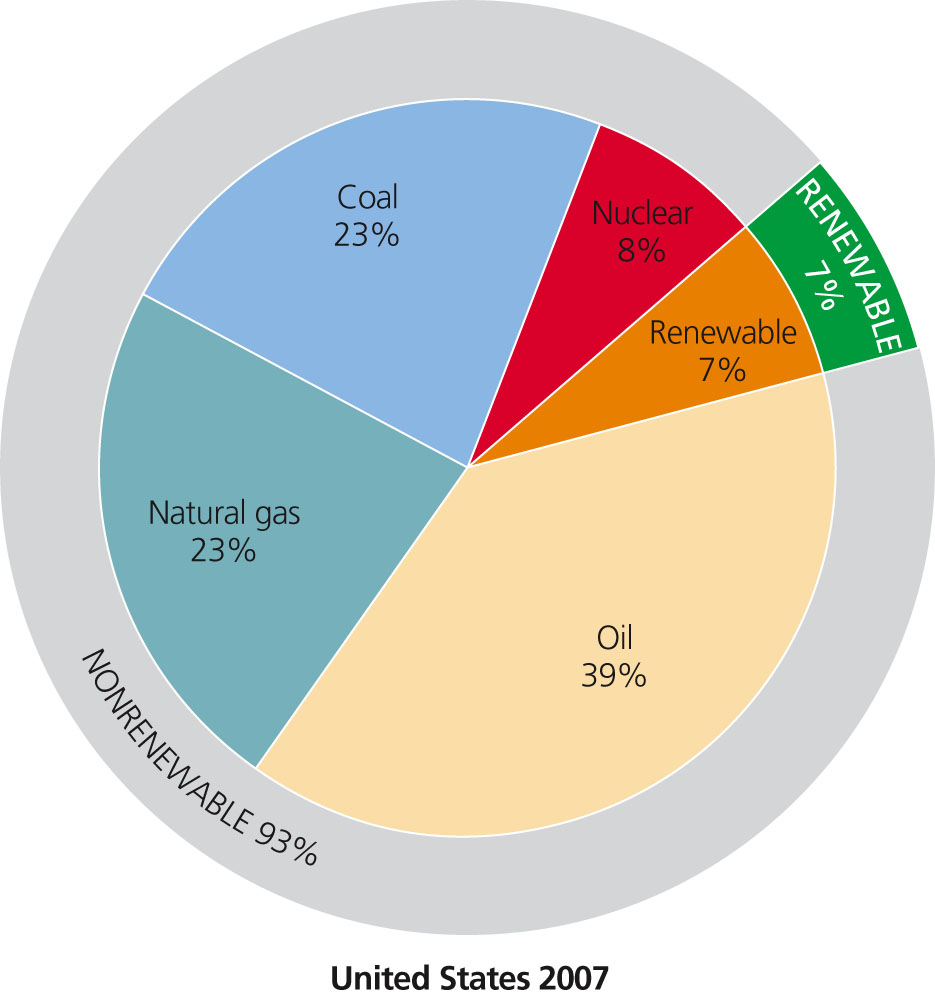 Coal
23%
Nuclear
8%
RENEWABLE
7%
Renewable
7%
Natural gas
23%
Oil
39%
NONRENEWABLE 93%
United States 2007